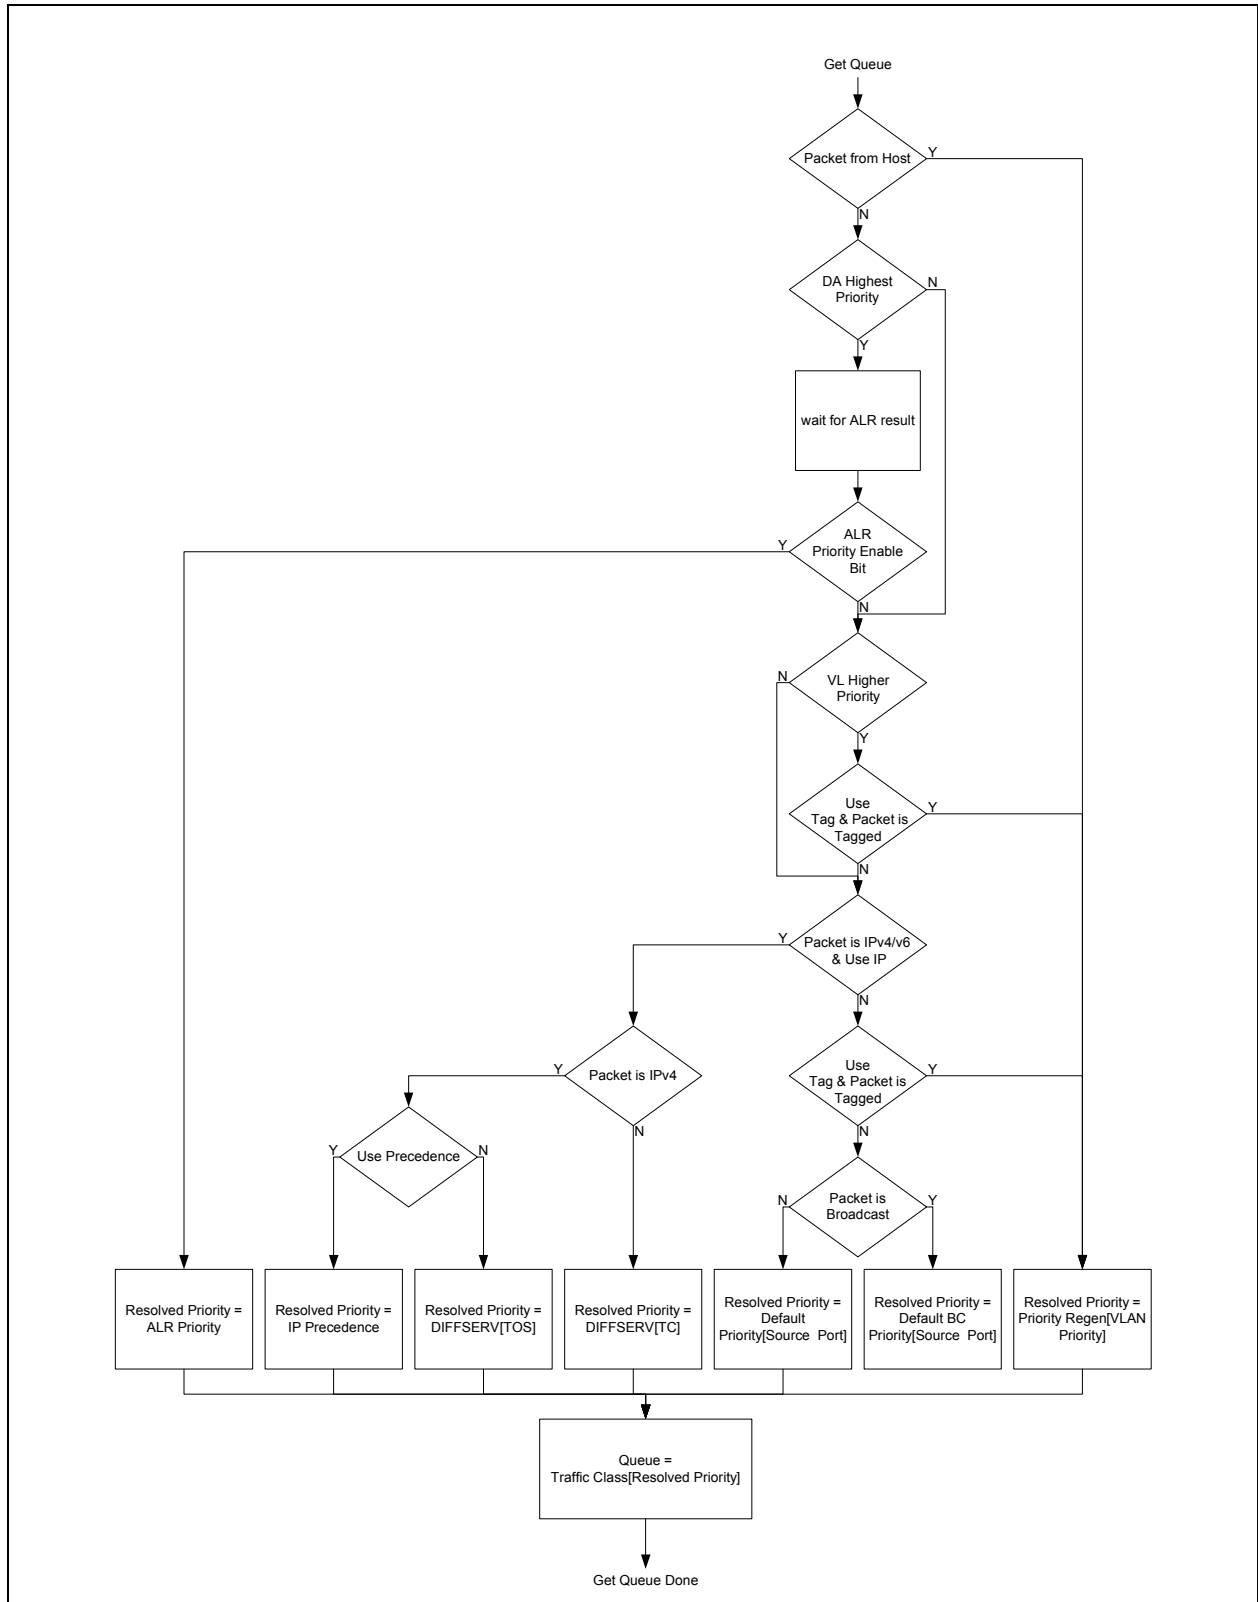 Get Queue
Packet from Host
Y
N
DA Highest
Priority
N
Y
wait for ALR result
ALR
Priority Enable
Bit
Y
N
VL Higher
Priority
N
Y
Use
Tag & Packet is
Tagged
Y
N
Packet is IPv4/v6
& Use IP
Y
N
Packet is IPv4
Y
N
Use
Tag & Packet is
Tagged
Y
N
Use Precedence
Y
N
Packet is
Broadcast
N
Y
Resolved Priority =
ALR Priority
Resolved Priority =
IP Precedence
Resolved Priority =
DIFFSERV[TOS]
Resolved Priority =
DIFFSERV[TC]
Resolved Priority =
Default
Priority[Source Port]
Resolved Priority =
Default BC
Priority[Source Port]
Resolved Priority =
Priority Regen[VLAN
Priority]
Queue =
Traffic Class[Resolved Priority]
Get Queue Done